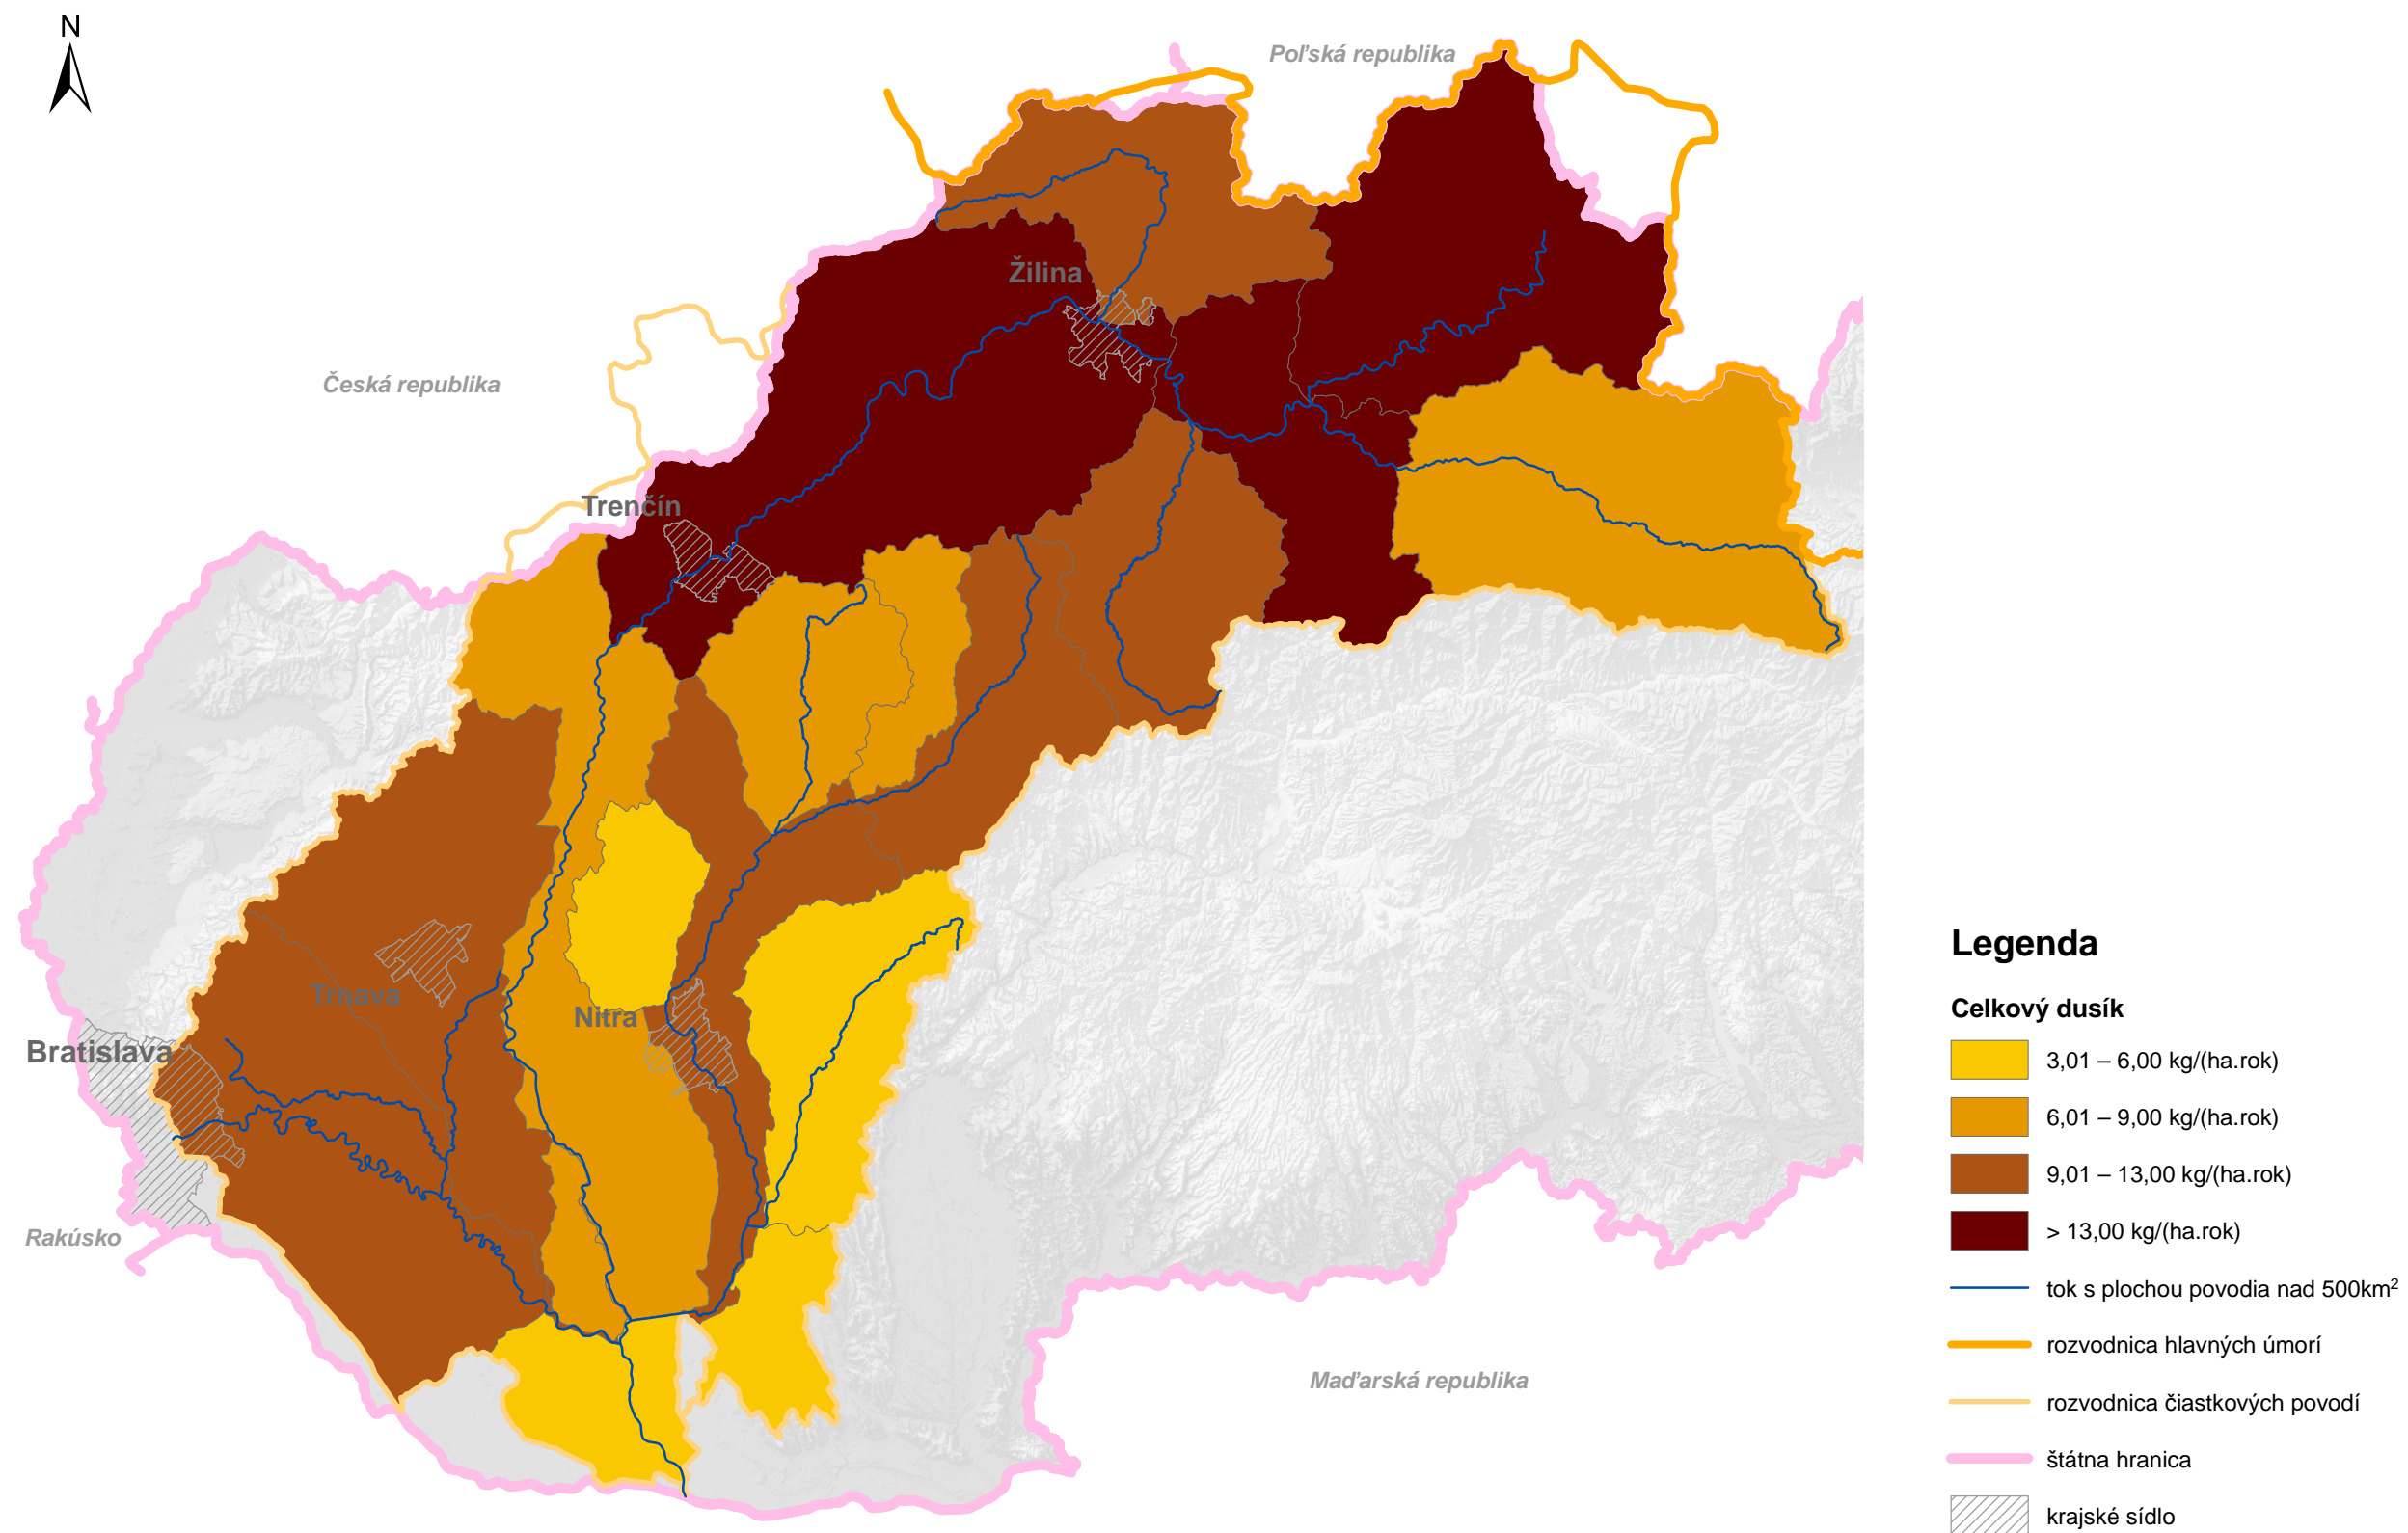 N
Poľská republika
Žilina
Česká republika
Trenčín
Trnava
Nitra
Bratislava
Rakúsko
Maďarská republika
Legenda
Celkový dusík
3,01 – 6,00 kg/(ha.rok)
6,01 – 9,00 kg/(ha.rok)
9,01 – 13,00 kg/(ha.rok)
> 13,00 kg/(ha.rok)
tok s plochou povodia nad 500km²
rozvodnica hlavných úmorí
rozvodnica čiastkových povodí
štátna hranica
krajské sídlo